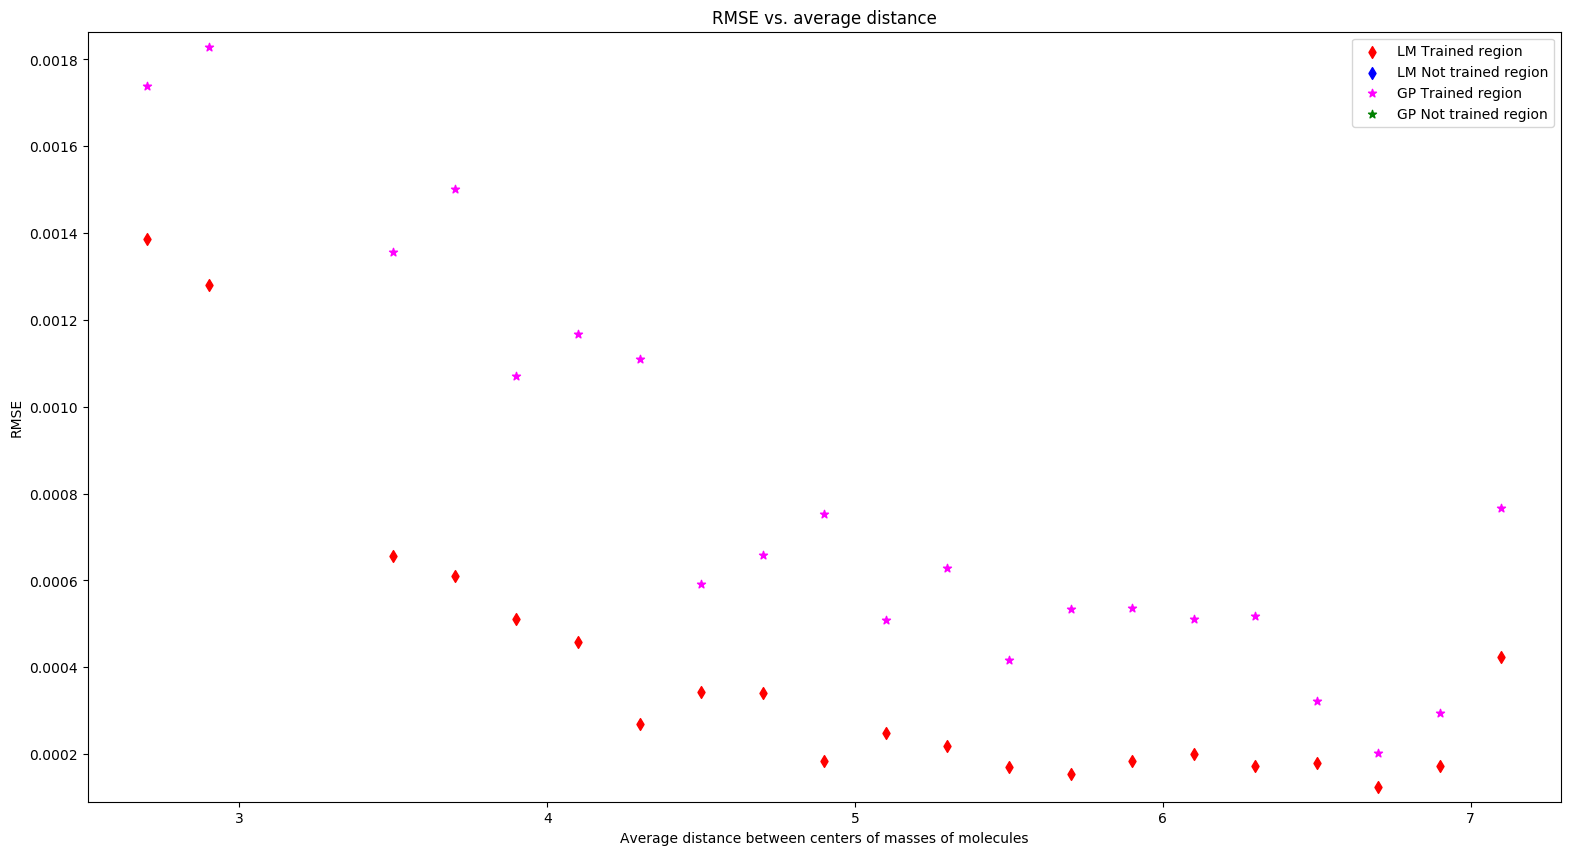 RMSE vs. average distance
LM Trained region
LM Not trained region
GP Trained region
GP Not trained region
RMSE
0.0018
0.0016
0.0014
0.0012
0.0010
0.0008
0.0006
0.0004
0.0002
3 4 5 6 7
Average distance between centers of masses of molecules